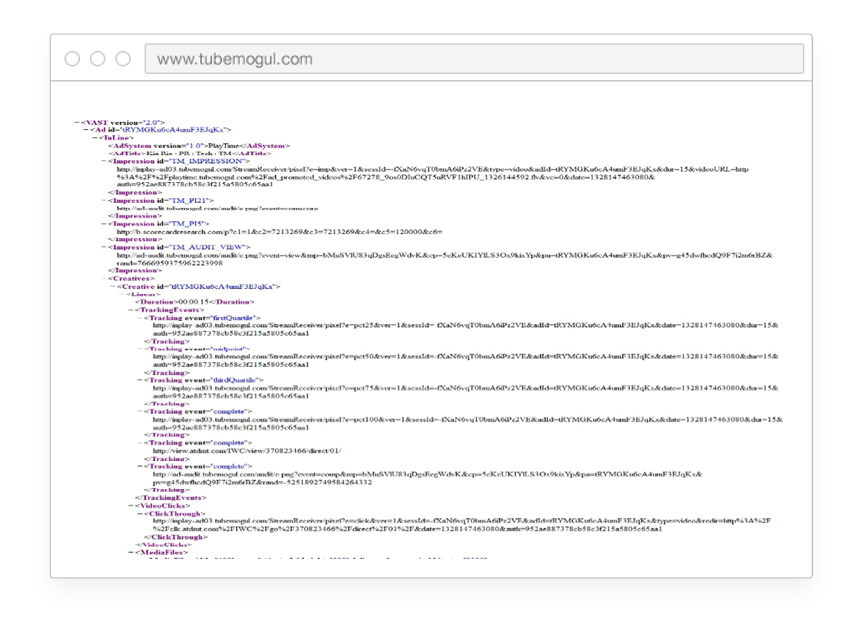 www.tubemogul.com
−<VAST version="2.0">
−<Ad id="tRYMGKu6cA4umF3EJqKx">
−<InLine>
<AdSystem version="1.0">PlayTime</AdSystem>
<AdTitle>Kia Rio : PR : Tech : TM</AdTitle>
−<Impression id="TM_IMPRESSION">
http://inplay-ad03.tubemogul.com/StreamReceiver/pixel?e=imp&ver=1&sessId=-fXaN6vqT0bmA6iPz2VE&type=video&adId=tRYMGKu6cA4umF3EJqKx&dur=15&videoURL=http
%3A%2F%2Fplaytime.tubemogul.com%2Fad_promoted_videos%2F67278_9os0DIuCQT5uRVF1hIPU_1326144592.flv&vc=0&date=1328147463080&
auth=952ae887378cb58c3f215a5805c65aa1
</Impression>
−<Impression id="TM_PI21">
http://ad-audit.tubemogul.com/audit/e.png?event=comscore
</Impression>
−<Impression id="TM_PI5">
http://b.scorecardresearch.com/p?c1=1&c2=7213269&c3=7213269&c4=&c5=120000&c6=
</Impression>
−<Impression id="TM_AUDIT_VIEW">
http://ad-audit.tubemogul.com/audit/e.png?event=view&mp=bMuSVlU83qDgsEegWdvK&cp=5eKeUKIYlLS3Ox9kixYp&pa=tRYMGKu6cA4umF3EJqKx&pv=g45dwfhcdQ9F7i2m6rBZ&
rand=7666959375962223998
</Impression>
−<Creatives>
−<Creative id="tRYMGKu6cA4umF3EJqKx">
−<Linear>
<Duration>00:00:15</Duration>
−<TrackingEvents>
−<Tracking event="firstQuartile">
http://inplay-ad03.tubemogul.com/StreamReceiver/pixel?e=pct25&ver=1&sessId=-fXaN6vqT0bmA6iPz2VE&adId=tRYMGKu6cA4umF3EJqKx&date=1328147463080&dur=15&
auth=952ae887378cb58c3f215a5805c65aa1
</Tracking>
−<Tracking event="midpoint">
http://inplay-ad03.tubemogul.com/StreamReceiver/pixel?e=pct50&ver=1&sessId=-fXaN6vqT0bmA6iPz2VE&adId=tRYMGKu6cA4umF3EJqKx&date=1328147463080&dur=15&
auth=952ae887378cb58c3f215a5805c65aa1
</Tracking>
−<Tracking event="thirdQuartile">
http://inplay-ad03.tubemogul.com/StreamReceiver/pixel?e=pct75&ver=1&sessId=-fXaN6vqT0bmA6iPz2VE&adId=tRYMGKu6cA4umF3EJqKx&date=1328147463080&dur=15&
auth=952ae887378cb58c3f215a5805c65aa1
</Tracking>
−<Tracking event="complete">
http://inplay-ad03.tubemogul.com/StreamReceiver/pixel?e=pct100&ver=1&sessId=-fXaN6vqT0bmA6iPz2VE&adId=tRYMGKu6cA4umF3EJqKx&date=1328147463080&dur=15&
auth=952ae887378cb58c3f215a5805c65aa1
</Tracking>
−<Tracking event="complete">
http://view.atdmt.com/IWC/view/370823466/direct/01/
</Tracking>
−<Tracking event="complete">
http://ad-audit.tubemogul.com/audit/e.png?event=comp&mp=bMuSVlU83qDgsEegWdvK&cp=5eKeUKIYlLS3Ox9kixYp&pa=tRYMGKu6cA4umF3EJqKx&
pv=g45dwfhcdQ9F7i2m6rBZ&rand=-5251892749584264332
</Tracking>
</TrackingEvents>
−<VideoClicks>
−<ClickThrough>
http://inplay-ad03.tubemogul.com/StreamReceiver/pixel?e=click&ver=1&sessId=-fXaN6vqT0bmA6iPz2VE&adId=tRYMGKu6cA4umF3EJqKx&type=video&redir=http%3A%2F
%2Fclk.atdmt.com%2FIWC%2Fgo%2F370823466%2Fdirect%2F01%2F&date=1328147463080&auth=952ae887378cb58c3f215a5805c65aa1
</ClickThrough>
</VideoClicks>
−<MediaFiles>